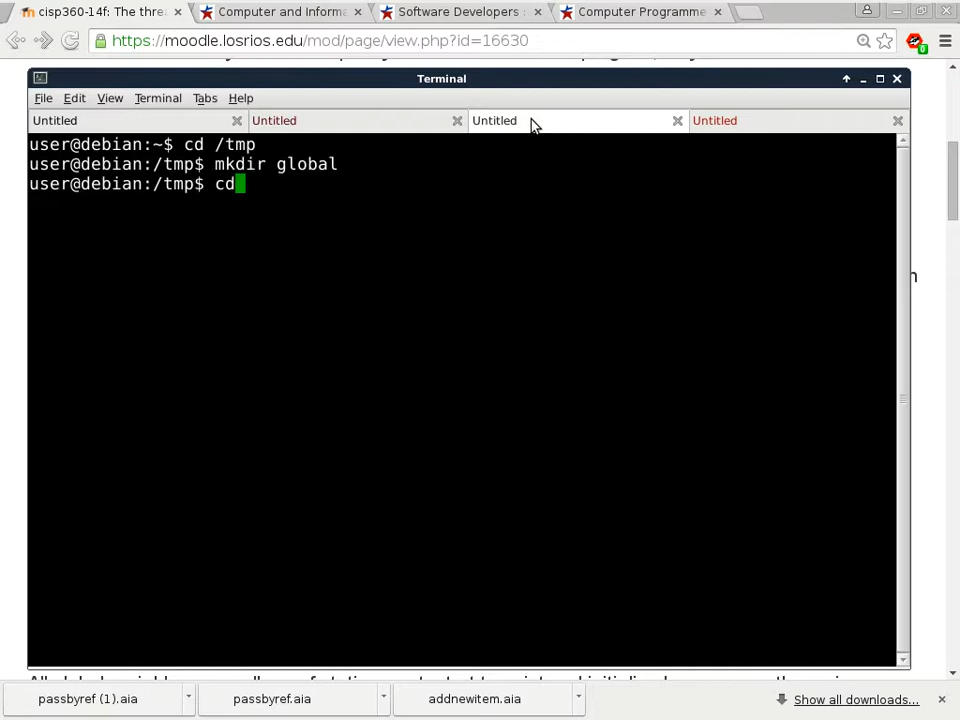 cisp360-14f: The thre
Computer and Informa
Software Developers :
Computer Programme
https://moodle.losrios.edu/mod/page/view.php?id=16630
0
Terminal
File Edit View Terminal Tabs Help
Untitled
Untitled
Untitled
Untitled
user@debian:~$ cd /tmp
user@debian:/tmp$ mkdir global
user@debian:/tmp$ cd
passbyref (1).aia
passbyref.aia
addnewitem.aia
Show all downloads...